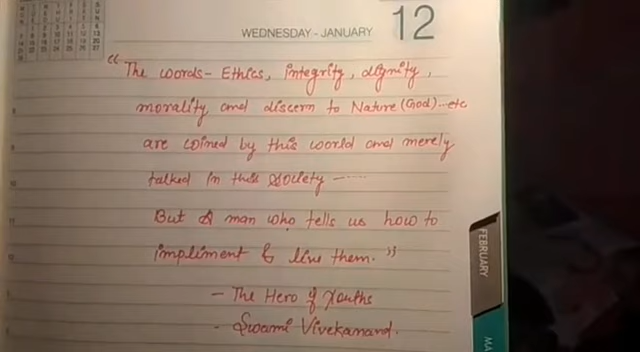 WEDNESDAY - JANUARY 12
"The words- Ethics, integrity, dignity,
morality and discern to Nature (God)...etc
are coined by this world and merely
talked in this society -----
But A man who tells us how to
impliment & live them."
- The Hero of Youths
- Swami Vivekanand.
FEBRUARY
MA